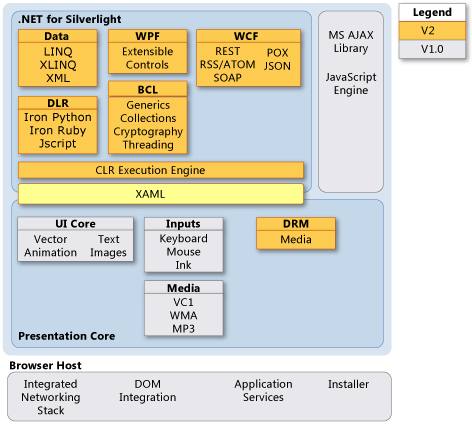 .NET for Silverlight
Data
LINQ
XLINQ
XML
WPF
Extensible
Controls
WCF
REST
RSS/ATOM
SOAP
POX
JSON
DLR
Iron Python
Iron Ruby
Jscript
BCL
Generics
Collections
Cryptography
Threading
CLR Execution Engine
MS AJAX
Library
JavaScript
Engine
Legend
V2
V1.0
XAML
UI Core
Vector
Animation
Text
Images
Inputs
Keyboard
Mouse
Ink
DRM
Media
Media
VC1
WMA
MP3
Presentation Core
Browser Host
Integrated
Networking
Stack
DOM
Integration
Application
Services
Installer